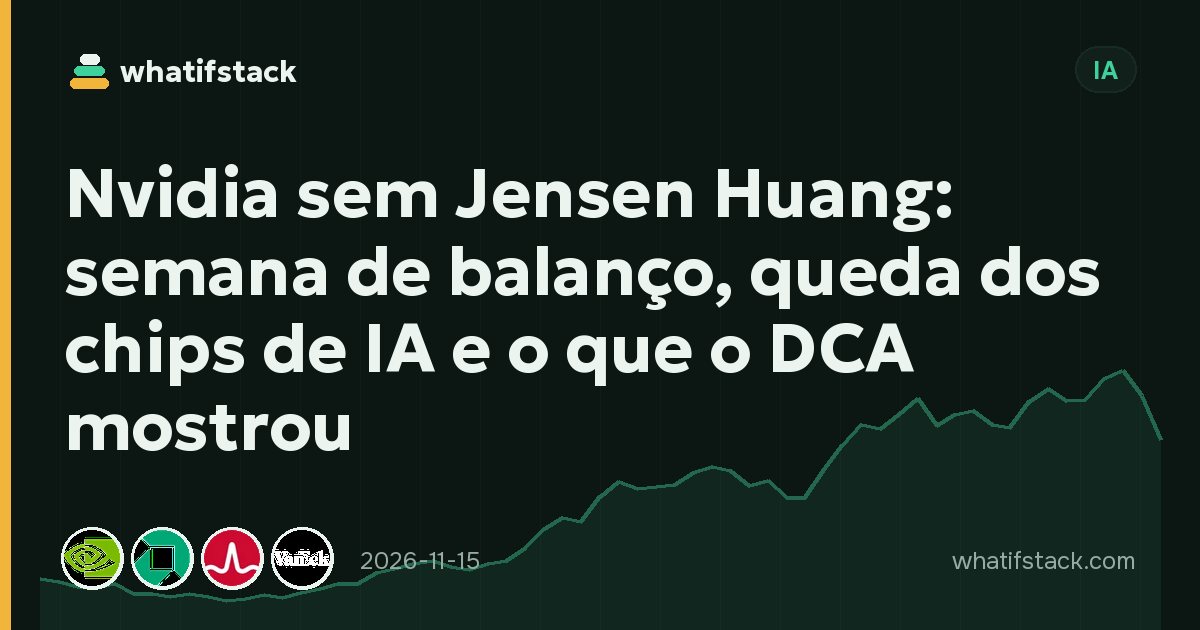 whatifstack
IA
Nvidia sem Jensen Huang:
semana de balanço, queda dos
chips de IA e o que o DCA
mostrou
VanEck
2026-11-15
whatifstack.com